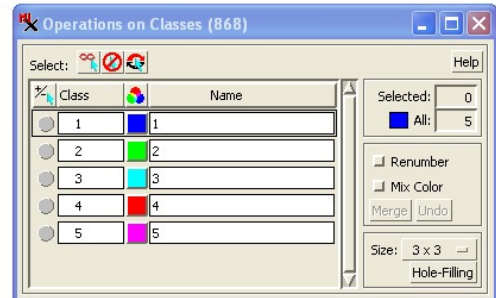 Operations on Classes (868)
Select:
Help
Class Name
1 1
2 2
3 3
4 4
5 5
Selected: 0
All: 5
Renumber
Mix Color
Merge Undo
Size: 3 x 3
Hole-Filling